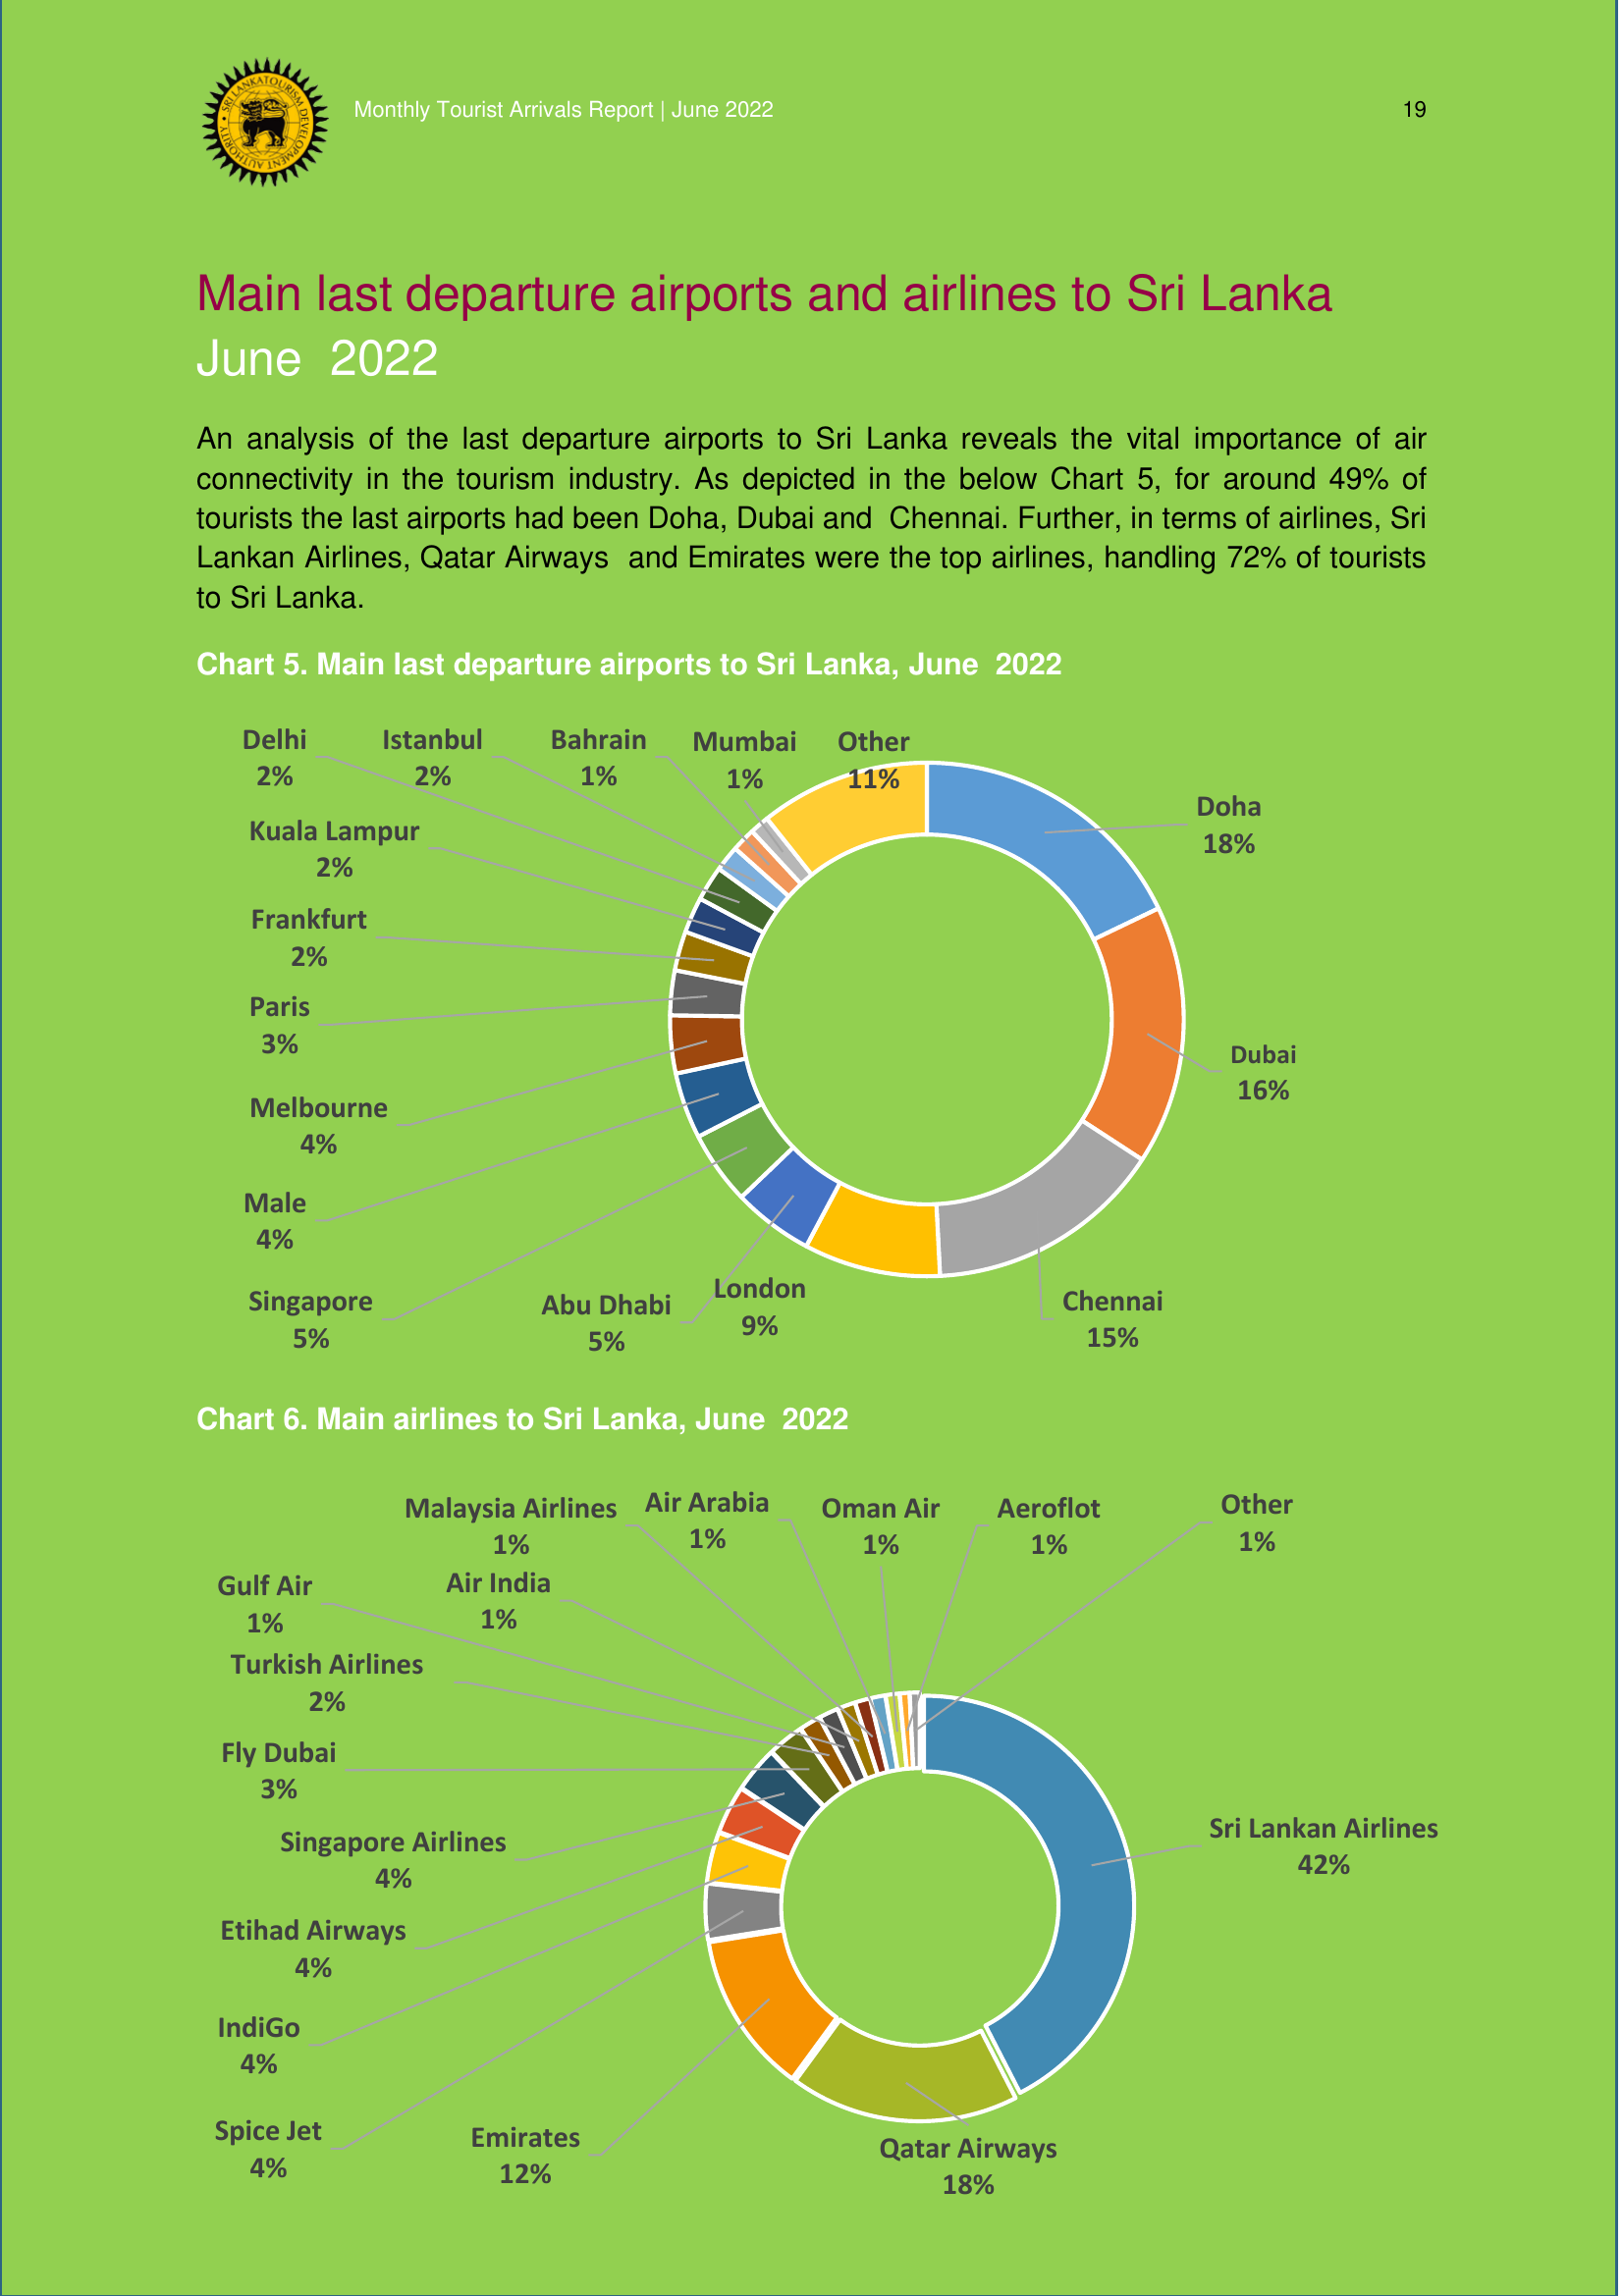 SRI LANKA TOURISM DEVELOPMENT AUTHORITY
Monthly Tourist Arrivals Report | June 2022
19
Main last departure airports and airlines to Sri Lanka
June 2022
An analysis of the last departure airports to Sri Lanka reveals the vital importance of air
connectivity in the tourism industry. As depicted in the below Chart 5, for around 49% of
tourists the last airports had been Doha, Dubai and Chennai. Further, in terms of airlines, Sri
Lankan Airlines, Qatar Airways and Emirates were the top airlines, handling 72% of tourists
to Sri Lanka.
Chart 5. Main last departure airports to Sri Lanka, June 2022
Delhi
2%
Istanbul
2%
Bahrain
1%
Mumbai
1%
Other
11%
Doha
18%
Kuala Lampur
2%
Frankfurt
2%
Paris
3%
Dubai
16%
Melbourne
4%
Male
4%
Singapore
5%
Abu Dhabi
5%
London
9%
Chennai
15%
Chart 6. Main airlines to Sri Lanka, June 2022
Malaysia Airlines
1%
Air Arabia
1%
Oman Air
1%
Aeroflot
1%
Other
1%
Gulf Air
1%
Air India
1%
Turkish Airlines
2%
Fly Dubai
3%
Singapore Airlines
4%
Sri Lankan Airlines
42%
Etihad Airways
4%
IndiGo
4%
Spice Jet
4%
Emirates
12%
Qatar Airways
18%